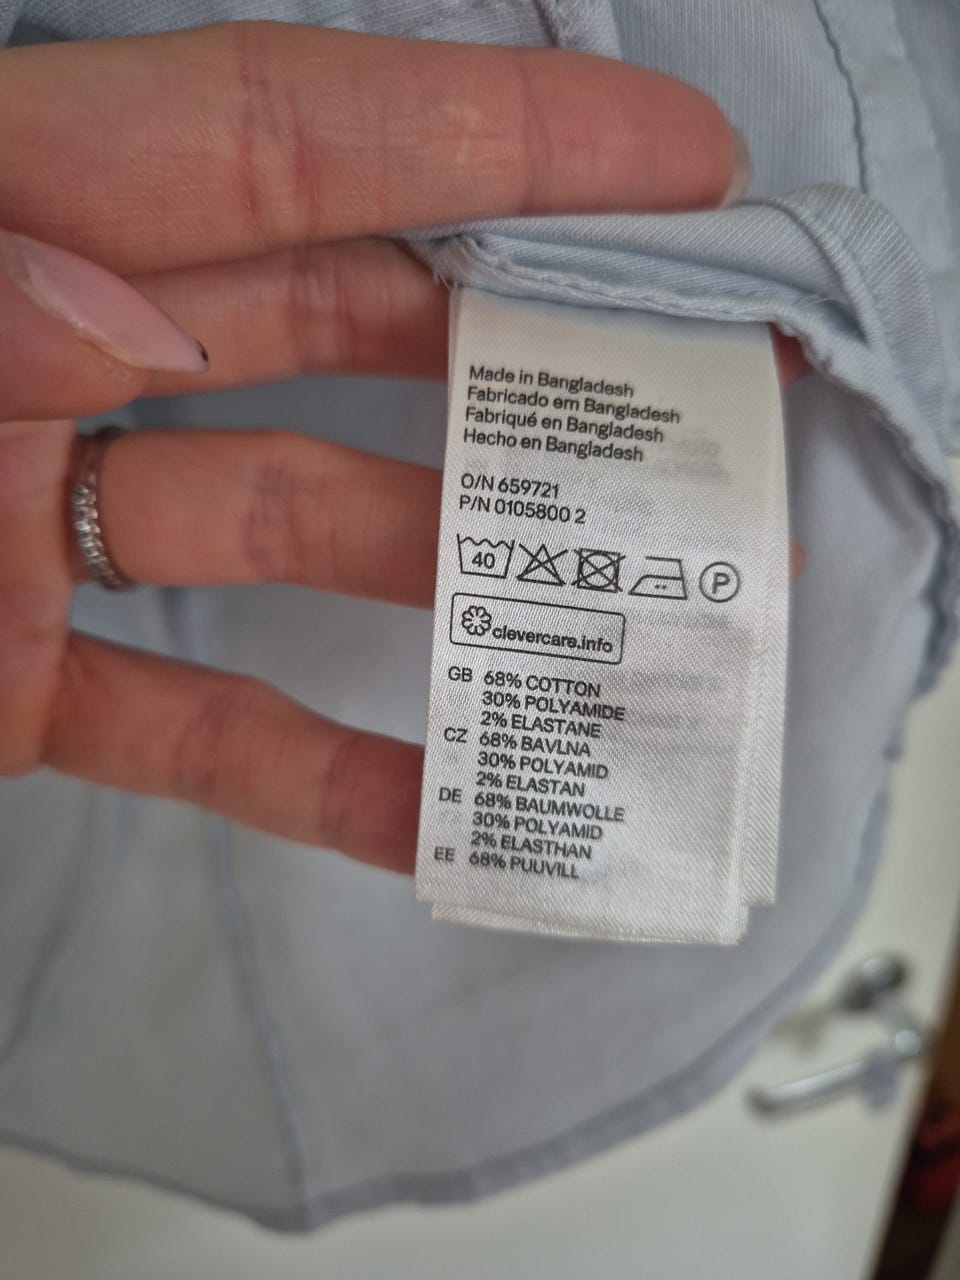 Made in Bangladesh
Fabricado em Bangladesh
Fabriqué en Bangladesh
Hecho en Bangladesh
O/N 659721
P/N 0105800 2
40 P
clevercare.info
GB 68% COTTON
30% POLYAMIDE
2% ELASTANE
CZ 68% BAVLNA
30% POLYAMID
2% ELASTAN
DE 68% BAUMWOLLE
30% POLYAMID
2% ELASTHAN
EE 68% PUUVILL